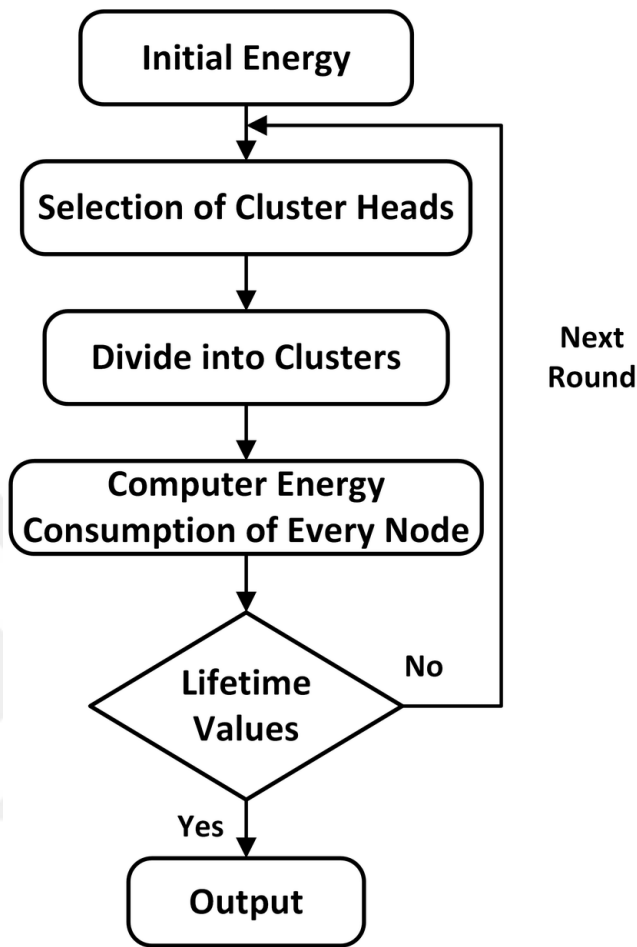 Initial Energy
Selection of Cluster Heads
Divide into Clusters
Next
Round
Computer Energy
Consumption of Every Node
Lifetime
Values
No
Yes
Output